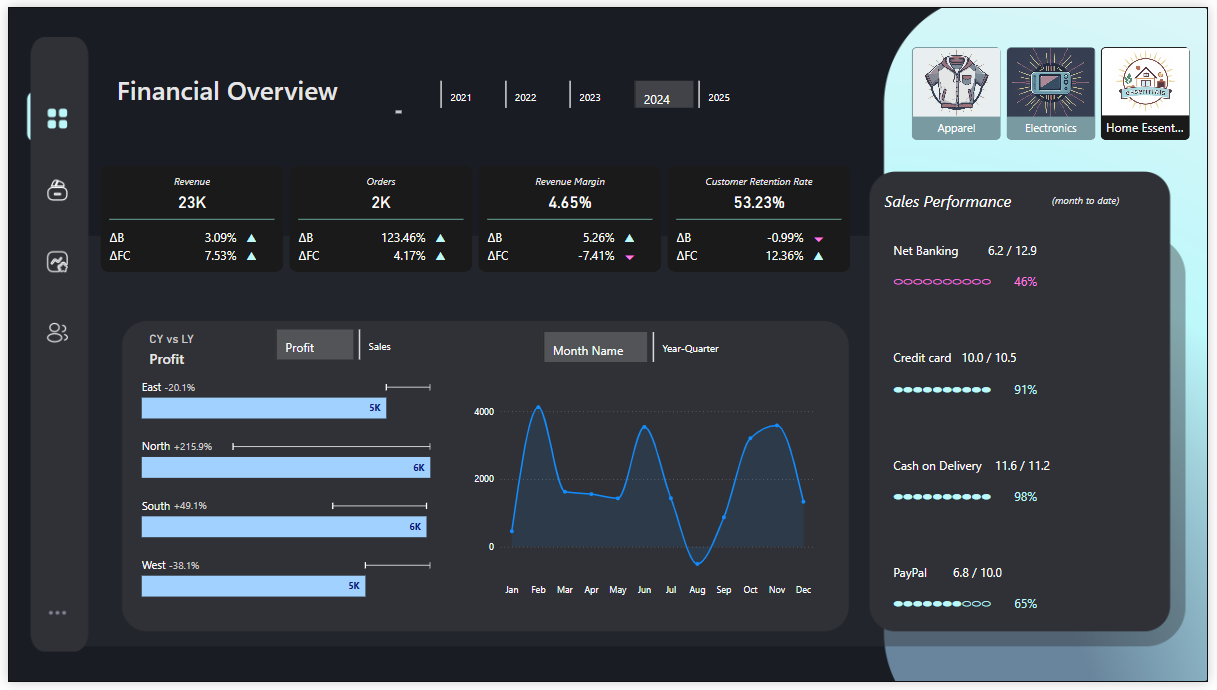 Financial Overview
2021
2022
2023
2024
2025
Apparel
Electronics
ESSENTIALS
Home Essent...
Revenue
23K
ΔB 3.09% ▲
ΔFC 7.53% ▲
Orders
2K
ΔB 123.46% ▲
ΔFC 4.17% ▲
Revenue Margin
4.65%
ΔB 5.26% ▲
ΔFC -7.41% ▼
Customer Retention Rate
53.23%
ΔB -0.99% ▼
ΔFC 12.36% ▲
CY vs LY
Profit
Profit
Sales
East -20.1%
5K
North +215.9%
6K
South +49.1%
6K
West -38.1%
5K
Month Name
Year-Quarter
4000
2000
0
Jan Feb Mar Apr May Jun Jul Aug Sep Oct Nov Dec
Sales Performance (month to date)
Net Banking 6.2 / 12.9
46%
Credit card 10.0 / 10.5
91%
Cash on Delivery 11.6 / 11.2
98%
PayPal 6.8 / 10.0
65%